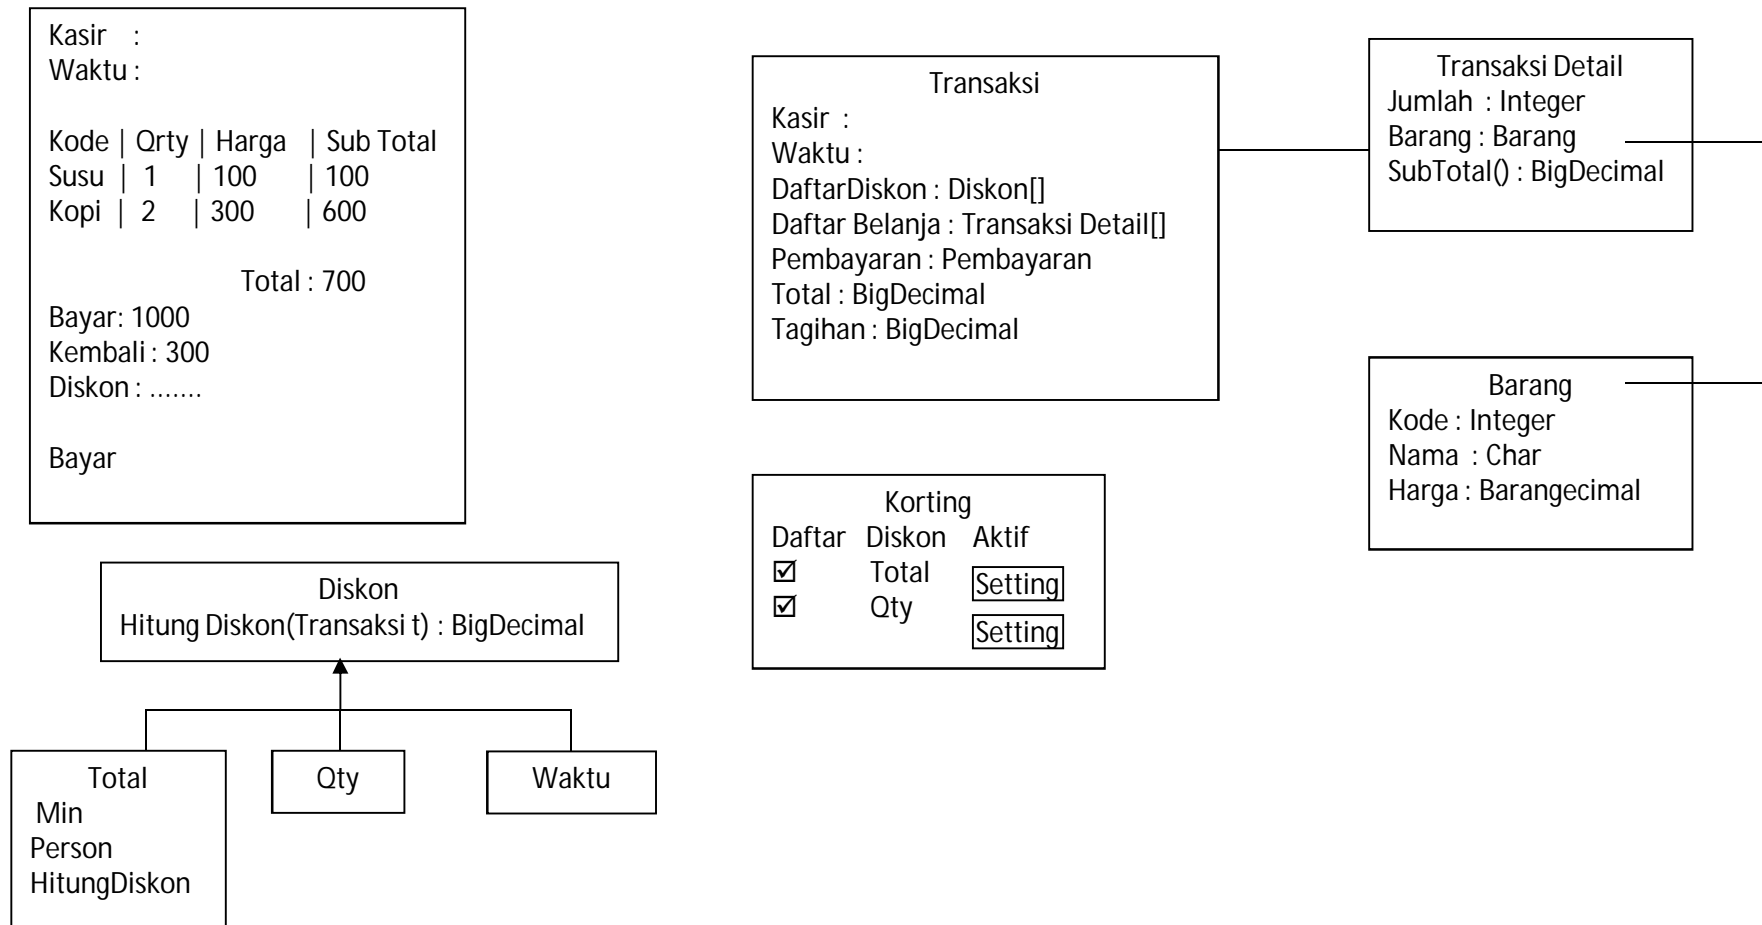 Kasir :
Waktu :
Kode | Qrty | Harga | Sub Total
Susu | 1 | 100 | 100
Kopi | 2 | 300 | 600
Total : 700
Bayar: 1000
Kembali : 300
Diskon : .......
Bayar
Transaksi
Kasir :
Waktu :
DaftarDiskon : Diskon[]
Daftar Belanja : Transaksi Detail[]
Pembayaran : Pembayaran
Total : BigDecimal
Tagihan : BigDecimal
Transaksi Detail
Jumlah : Integer
Barang : Barang
SubTotal() : BigDecimal
Barang
Kode : Integer
Nama : Char
Harga : Barangecimal
Korting
Daftar Diskon Aktif
☑ Total Setting
☑ Qty Setting
Diskon
Hitung Diskon(Transaksi t) : BigDecimal
Total
Min
Person
HitungDiskon
Qty
Waktu